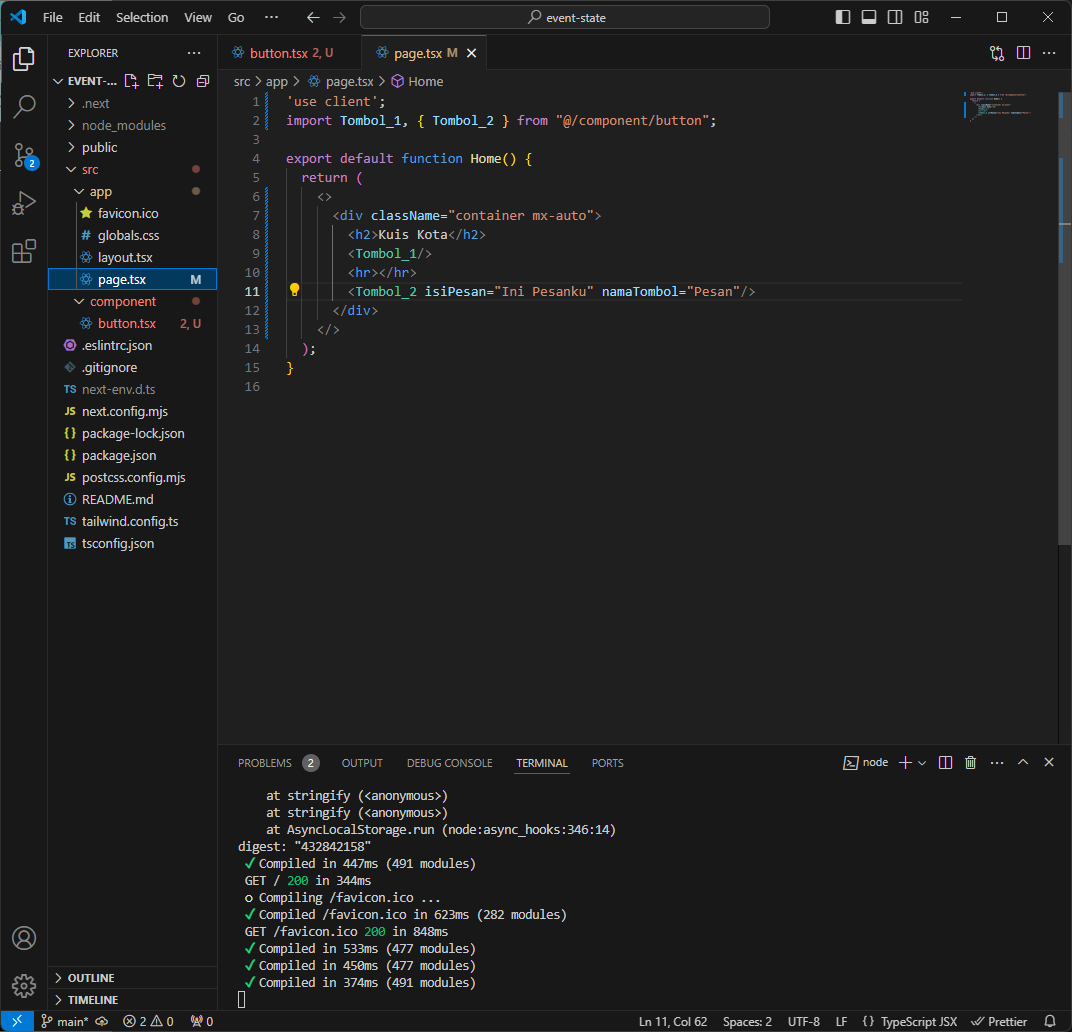 File Edit Selection View Go ··· event-state
EXPLORER ···
EVENT-...
.next
node_modules
public
src
app
favicon.ico
# globals.css
layout.tsx
page.tsx M
component
button.tsx 2, U
.eslintrc.json
.gitignore
TS next-env.d.ts
JS next.config.mjs
{} package-lock.json
{} package.json
JS postcss.config.mjs
README.md
TS tailwind.config.ts
TS tsconfig.json
OUTLINE
TIMELINE
2
button.tsx 2, U page.tsx M
src > app > page.tsx > Home
1 'use client';
2 import Tombol_1, { Tombol_2 } from "@/component/button";
3
4 export default function Home() {
5 return (
6 <>
7 <div className="container mx-auto">
8 <h2>Kuis Kota</h2>
9 <Tombol_1/>
10 <hr></hr>
11 <Tombol_2 isiPesan="Ini Pesanku" namaTombol="Pesan"/>
12 </div>
13 </>
14 );
15 }
16
PROBLEMS 2 OUTPUT DEBUG CONSOLE TERMINAL PORTS node
at stringify (<anonymous>)
at stringify (<anonymous>)
at AsyncLocalStorage.run (node:async_hooks:346:14)
digest: "432842158"
✓ Compiled in 447ms (491 modules)
GET / 200 in 344ms
○ Compiling /favicon.ico ...
✓ Compiled /favicon.ico in 623ms (282 modules)
GET /favicon.ico 200 in 848ms
✓ Compiled in 533ms (477 modules)
✓ Compiled in 450ms (477 modules)
✓ Compiled in 374ms (491 modules)
main* 2 0 0 Ln 11, Col 62 Spaces: 2 UTF-8 LF {} TypeScript JSX Prettier